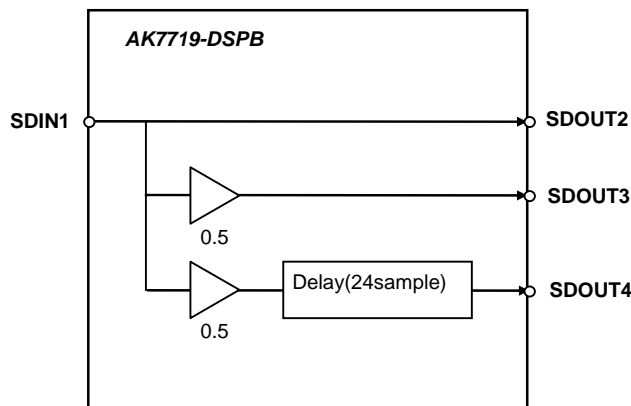 AK7719-DSPB
SDIN1
SDOUT2
SDOUT3
0.5
Delay(24sample)
SDOUT4
0.5